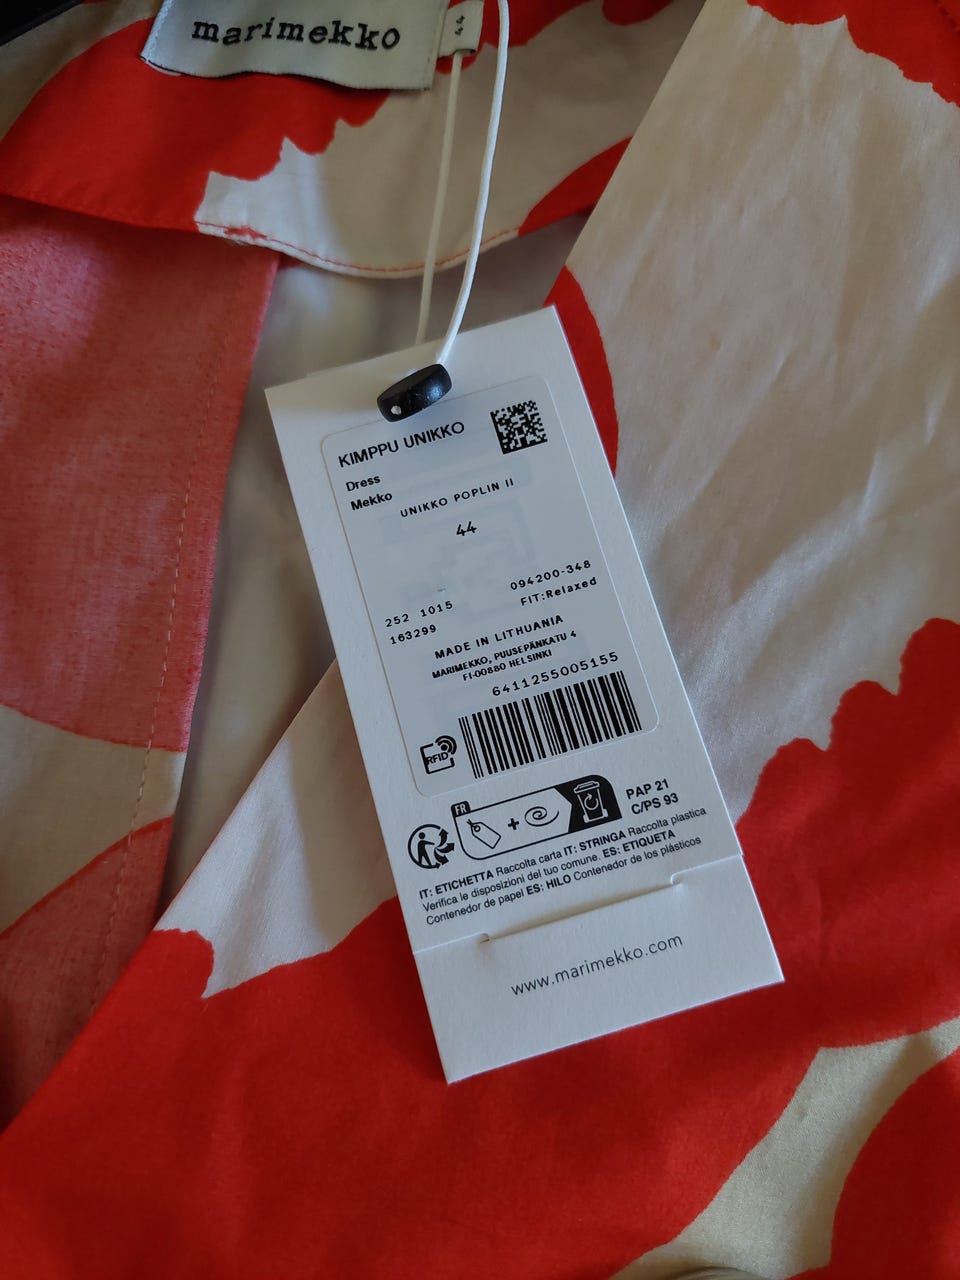 marimekko
44
KIMPPU UNIKKO
Dress
Mekko
UNIKKO POPLIN II
44
094200-348
252 1015
FIT:Relaxed
163299
MADE IN LITHUANIA
MARIMEKKO, PUUSEPÄNKATU 4
FI-00880 HELSINKI
6411255005155
RFID
FR
PAP 21
C/PS 93
IT: ETICHETTA Raccolta carta IT: STRINGA Raccolta plastica
Verifica le disposizioni del tuo comune. ES: ETIQUETA
Contenedor de papel ES: HILO Contenedor de los plásticos
www.marimekko.com